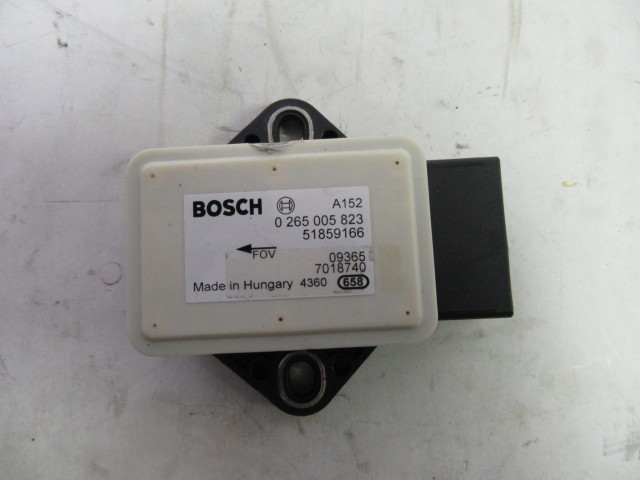 BOSCH A152
0 265 005 823
51859166
FOV 09365
7018740
Made in Hungary 4360 658